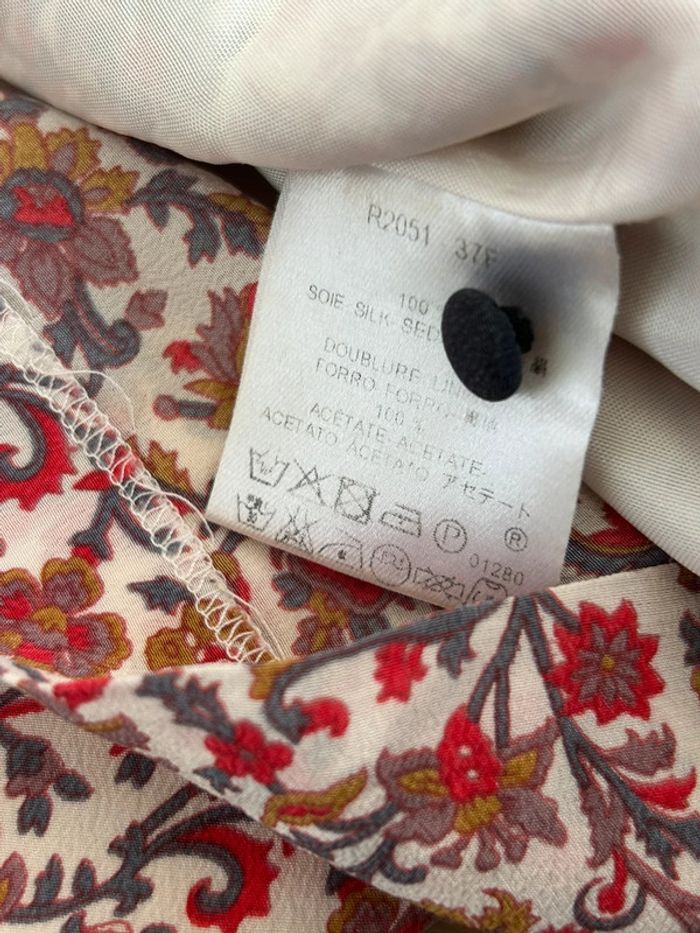 R2051 37F
100
SOIE SILK-SED
DOUBLURE LIN
FORRO FORRO
100 %
ACÉTATE-ACETATE-
ACETATO ACETATO アセテート
P ®
01280